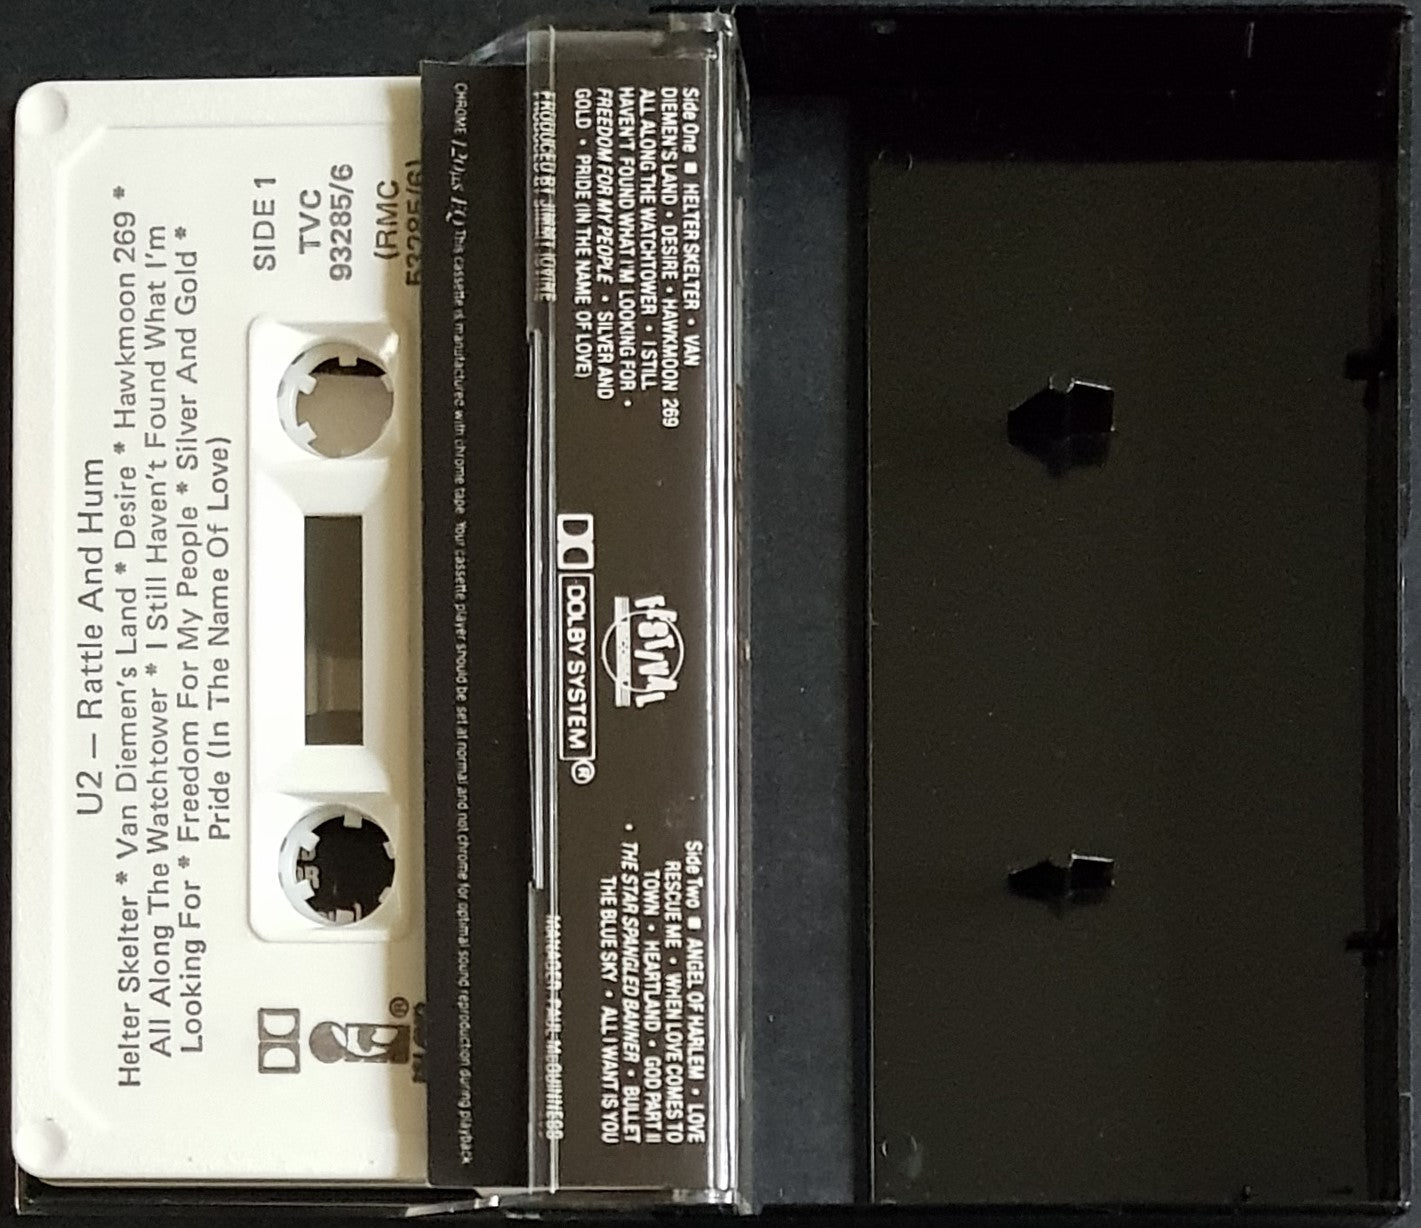 U2 — Rattle And Hum
Helter Skelter * Van Diemen's Land * Desire * Hawkmoon 269 *
All Along The Watchtower * I Still Haven't Found What I'm
Looking For * Freedom For My People * Silver And Gold *
Pride (In The Name Of Love)
SIDE 1
TVC
93285/6
(RMC
53285/6)
CHROME 120µs EQ This cassette is manufactured with chrome tape. Your cassette player should be set at normal and not chrome for optimal sound reproduction during playback
Side One ■ HELTER SKELTER • VAN
DIEMEN'S LAND • DESIRE • HAWKMOON 269
ALL ALONG THE WATCHTOWER • I STILL
HAVEN'T FOUND WHAT I'M LOOKING FOR •
FREEDOM FOR MY PEOPLE • SILVER AND
GOLD • PRIDE (IN THE NAME OF LOVE)
PRODUCED BY JIMMY IOVINE
FESTIVAL
DOLBY SYSTEM ®
Side Two ■ ANGEL OF HARLEM • LOVE
RESCUE ME • WHEN LOVE COMES TO
TOWN • HEARTLAND • GOD PART II
• THE STAR SPANGLED BANNER • BULLET
THE BLUE SKY • ALL I WANT IS YOU
MANAGER PAUL McGUINNESS